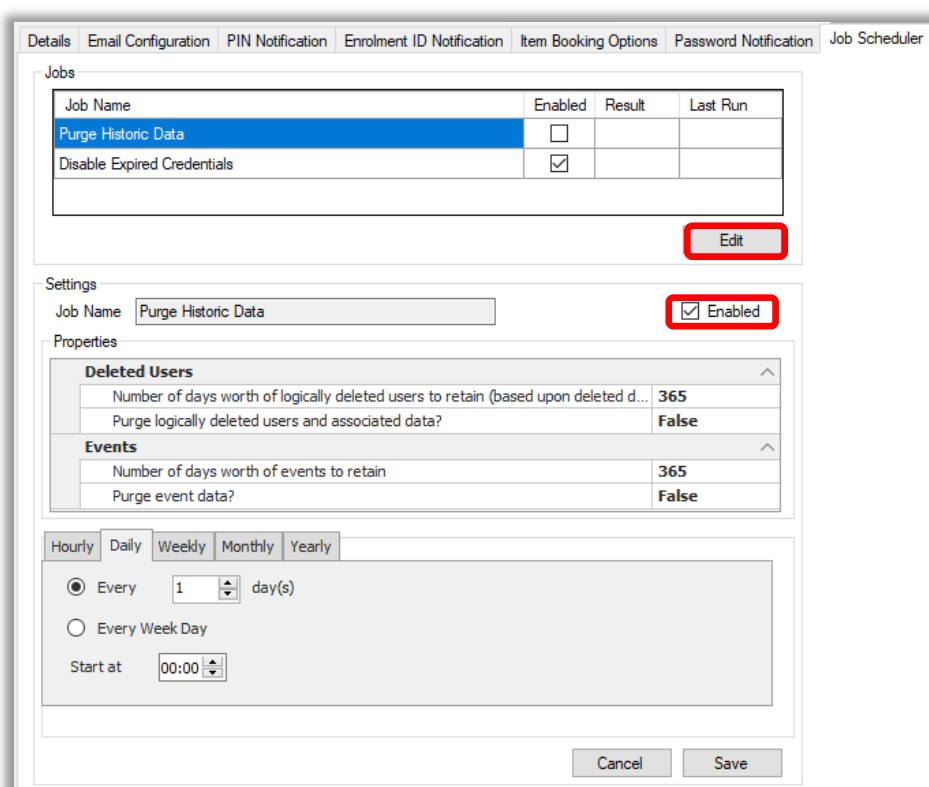 Details Email Configuration PIN Notification Enrolment ID Notification Item Booking Options Password Notification Job Scheduler
Jobs
Job Name Enabled Result Last Run
Purge Historic Data
Disable Expired Credentials
Edit
Settings
Job Name Purge Historic Data Enabled
Properties
Deleted Users
Number of days worth of logically deleted users to retain (based upon deleted d... 365
Purge logically deleted users and associated data? False
Events
Number of days worth of events to retain 365
Purge event data? False
Hourly Daily Weekly Monthly Yearly
Every 1 day(s)
Every Week Day
Start at 00:00
Cancel Save